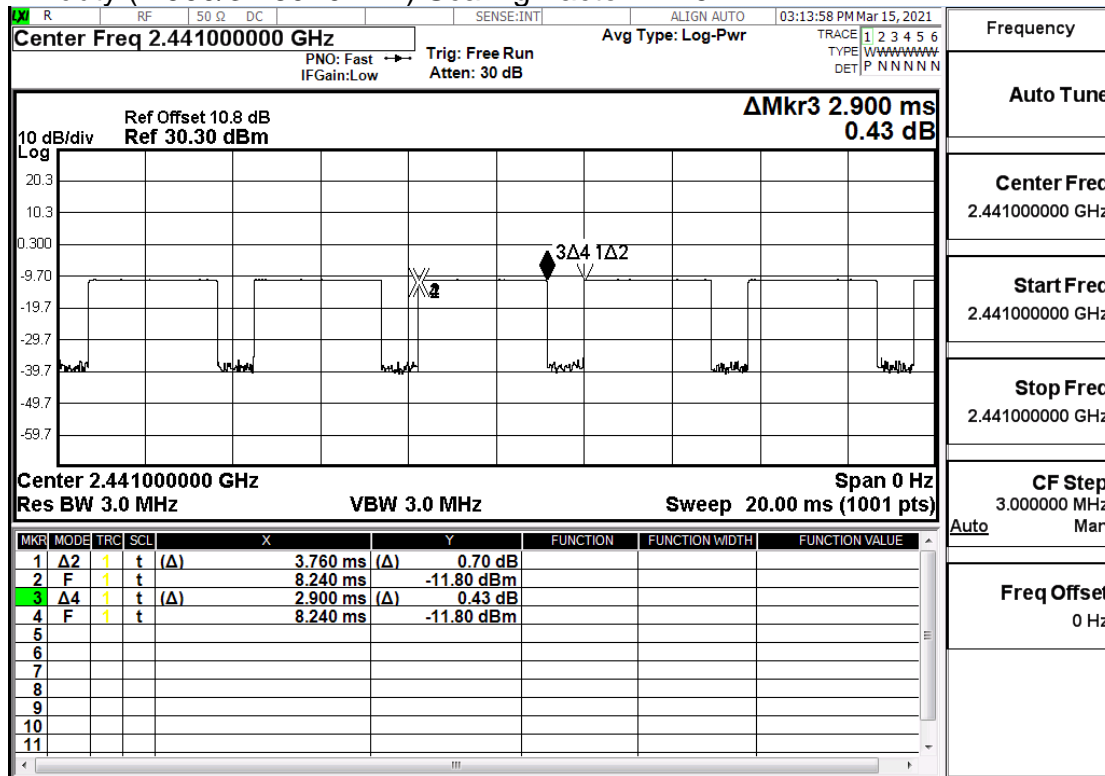 LXI R RF 50 Ω DC SENSE:INT ALIGN AUTO 03:13:58 PM Mar 15, 2021
Center Freq 2.441000000 GHz
Avg Type: Log-Pwr
TRACE 1 2 3 4 5 6
PNO: Fast Trig: Free Run
TYPE WWWWWWW
IFGain:Low Atten: 30 dB
DET P N N N N N
Frequency
ΔMkr3 2.900 ms
0.43 dB
Ref Offset 10.8 dB
10 dB/div Ref 30.30 dBm
Log
20.3
10.3
0.300
-9.70
-19.7
-29.7
-39.7
-49.7
-59.7
3Δ4 1Δ2
Center 2.441000000 GHz Span 0 Hz
Res BW 3.0 MHz VBW 3.0 MHz Sweep 20.00 ms (1001 pts)
MKR MODE TRC SCL X Y FUNCTION FUNCTION WIDTH FUNCTION VALUE
1 Δ2 1 t (Δ) 3.760 ms (Δ) 0.70 dB
2 F 1 t 8.240 ms -11.80 dBm
3 Δ4 1 t (Δ) 2.900 ms (Δ) 0.43 dB
4 F 1 t 8.240 ms -11.80 dBm
5
6
7
8
9
10
11
Auto Tune
Center Freq
2.441000000 GHz
Start Freq
2.441000000 GHz
Stop Freq
2.441000000 GHz
CF Step
3.000000 MHz
Auto Man
Freq Offset
0 Hz